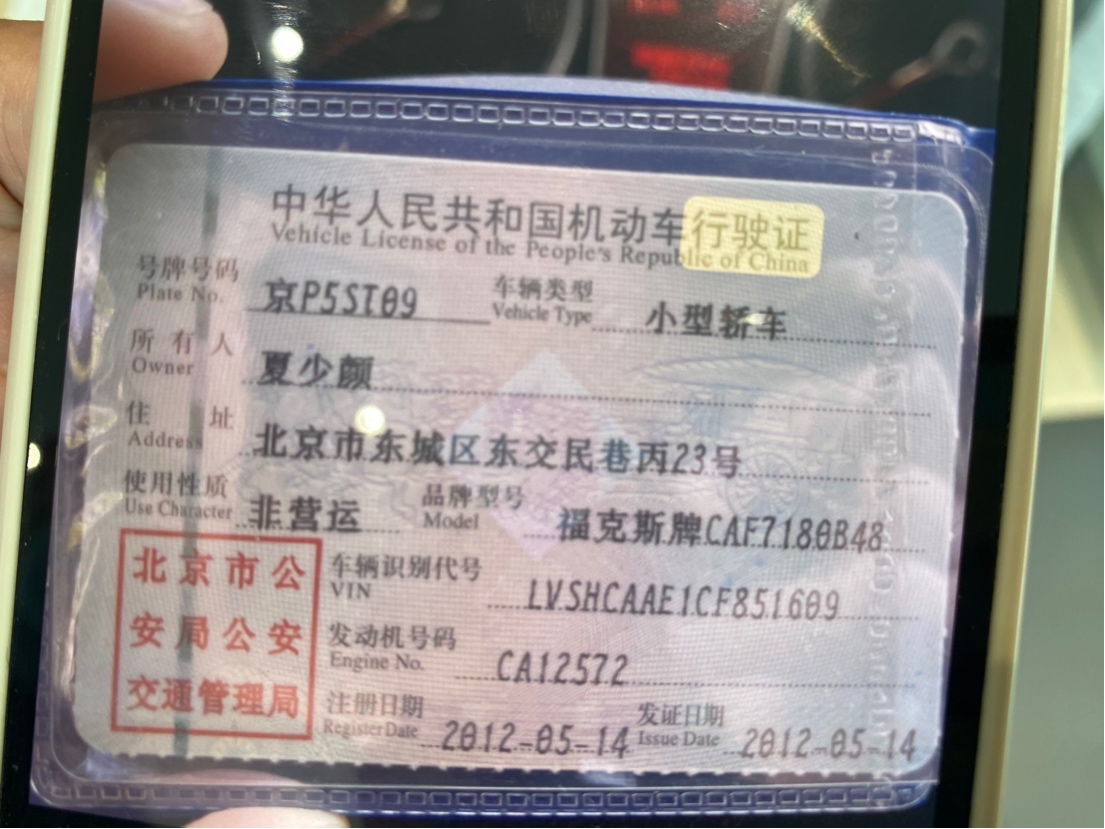 中华人民共和国机动车行驶证
Vehicle License of the People's Republic of China
号牌号码
Plate No.
京P5ST09
车辆类型
Vehicle Type
小型轿车
所有人
Owner
夏少颜
住址
Address
北京市东城区东交民巷丙23号
使用性质
Use Character
非营运
品牌型号
Model
福克斯牌CAF7180B48
北京市公
安局公安
交通管理局
车辆识别代号
VIN
LVSHCAAE1CF851609
发动机号码
Engine No.
CA12572
注册日期
Register Date
2012-05-14
发证日期
Issue Date
2012-05-14